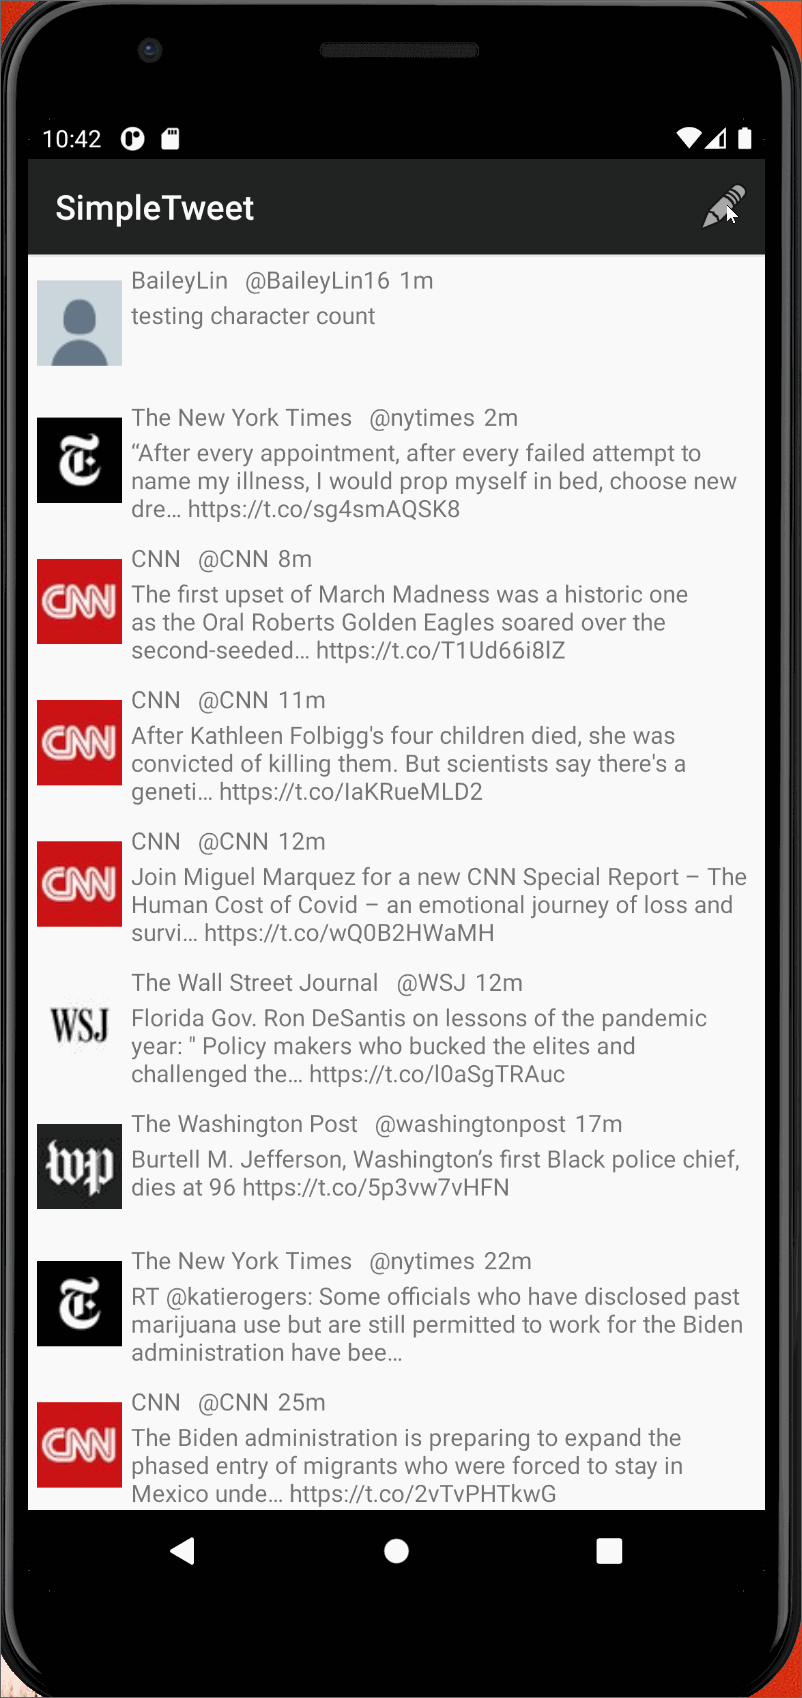 10:42
SimpleTweet
BaileyLin @BaileyLin16 1m
testing character count
The New York Times @nytimes 2m
“After every appointment, after every failed attempt to
name my illness, I would prop myself in bed, choose new
dre… https://t.co/sg4smAQSK8
CNN @CNN 8m
CNN
The first upset of March Madness was a historic one
as the Oral Roberts Golden Eagles soared over the
second-seeded… https://t.co/T1Ud66i8lZ
CNN @CNN 11m
CNN
After Kathleen Folbigg's four children died, she was
convicted of killing them. But scientists say there's a
geneti… https://t.co/IaKRueMLD2
CNN @CNN 12m
CNN
Join Miguel Marquez for a new CNN Special Report – The
Human Cost of Covid – an emotional journey of loss and
survi… https://t.co/wQ0B2HWaMH
The Wall Street Journal @WSJ 12m
WSJ
Florida Gov. Ron DeSantis on lessons of the pandemic
year: " Policy makers who bucked the elites and
challenged the… https://t.co/l0aSgTRAuc
The Washington Post @washingtonpost 17m
wp
Burtell M. Jefferson, Washington’s first Black police chief,
dies at 96 https://t.co/5p3vw7vHFN
The New York Times @nytimes 22m
RT @katierogers: Some officials who have disclosed past
marijuana use but are still permitted to work for the Biden
administration have bee…
CNN @CNN 25m
CNN
The Biden administration is preparing to expand the
phased entry of migrants who were forced to stay in
Mexico unde… https://t.co/2vTvPHTkwG